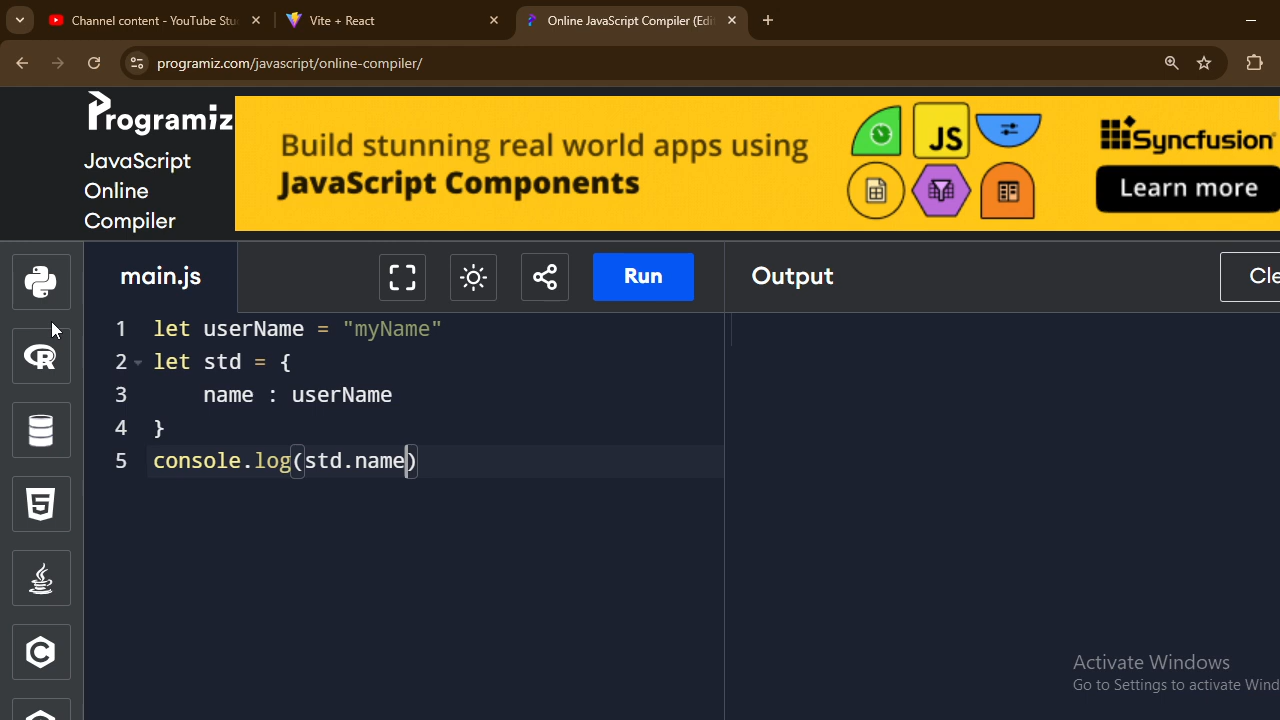 Channel content - YouTube Stu
Vite + React
Online JavaScript Compiler (Edi
programiz.com/javascript/online-compiler/
Programiz
JavaScript
Online
Compiler
Build stunning real world apps using
JavaScript Components
JS
Syncfusion
Learn more
main.js
Run
Output
Cle
1 let userName = "myName"
2 let std = {
3 name : userName
4 }
5 console.log(std.name)
R
5
C
Activate Windows
Go to Settings to activate Wind